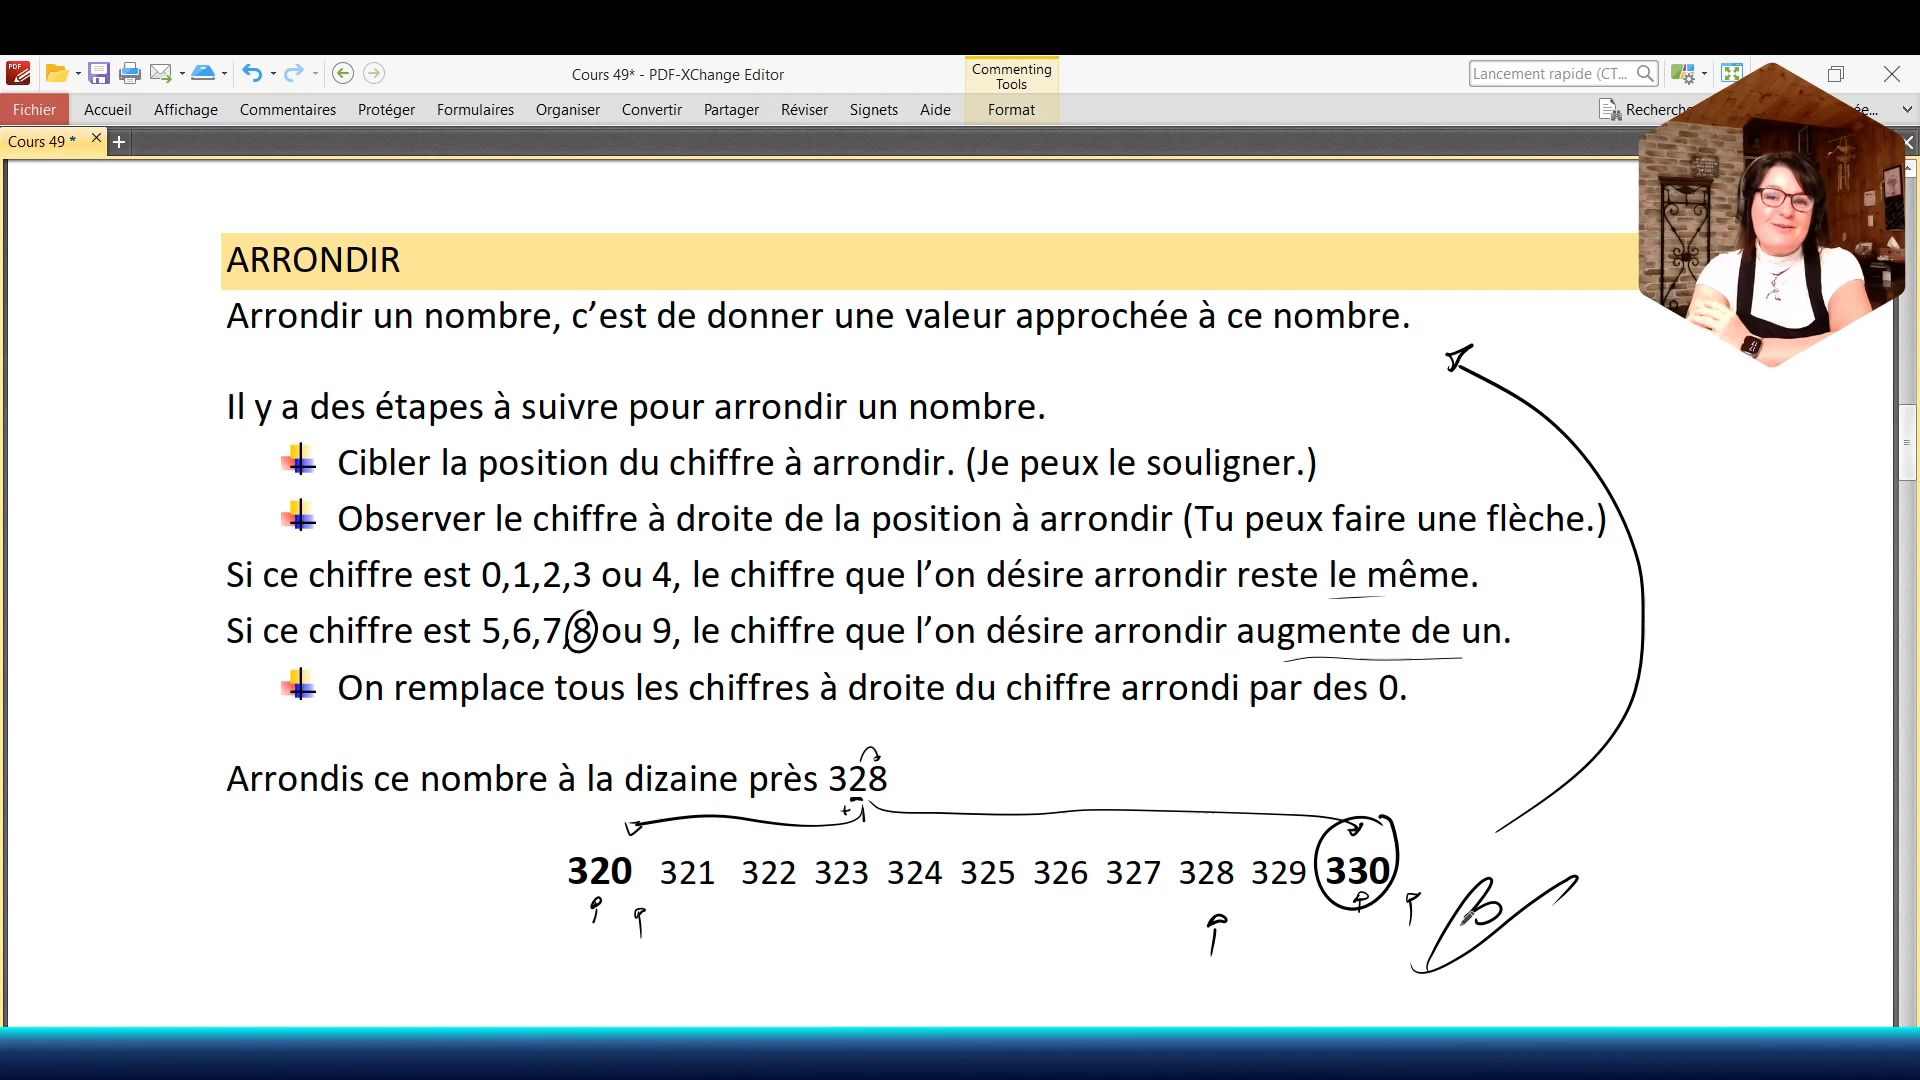 Cours 49* - PDF-XChange Editor
Commenting Tools
Lancement rapide (CT...
Fichier Accueil Affichage Commentaires Protéger Formulaires Organiser Convertir Partager Réviser Signets Aide Format
Cours 49 *
ARRONDIR
Arrondir un nombre, c’est de donner une valeur approchée à ce nombre.
Il y a des étapes à suivre pour arrondir un nombre.
Cibler la position du chiffre à arrondir. (Je peux le souligner.)
Observer le chiffre à droite de la position à arrondir (Tu peux faire une flèche.)
Si ce chiffre est 0,1,2,3 ou 4, le chiffre que l’on désire arrondir reste le même.
Si ce chiffre est 5,6,7,8 ou 9, le chiffre que l’on désire arrondir augmente de un.
On remplace tous les chiffres à droite du chiffre arrondi par des 0.
Arrondis ce nombre à la dizaine près 328
+1
320 321 322 323 324 325 326 327 328 329 330